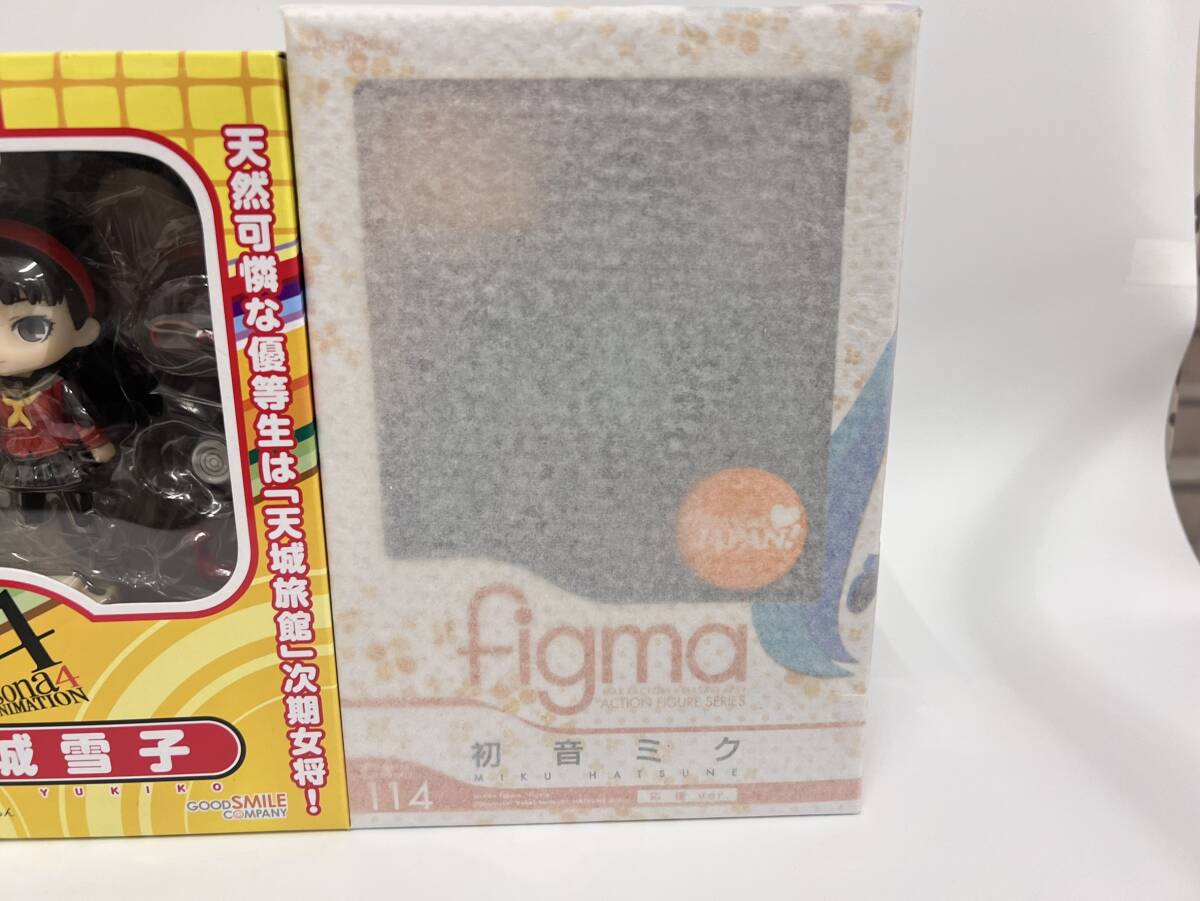 天然可憐な優等生は「天城旅館」次期女将!
sona4
NIMATION
城雪子
YUKIKO
GOOD SMILE
COMPANY
figma
ACTION FIGURE SERIES
初音ミク
MIKU HATSUNE
114
応援 ver.